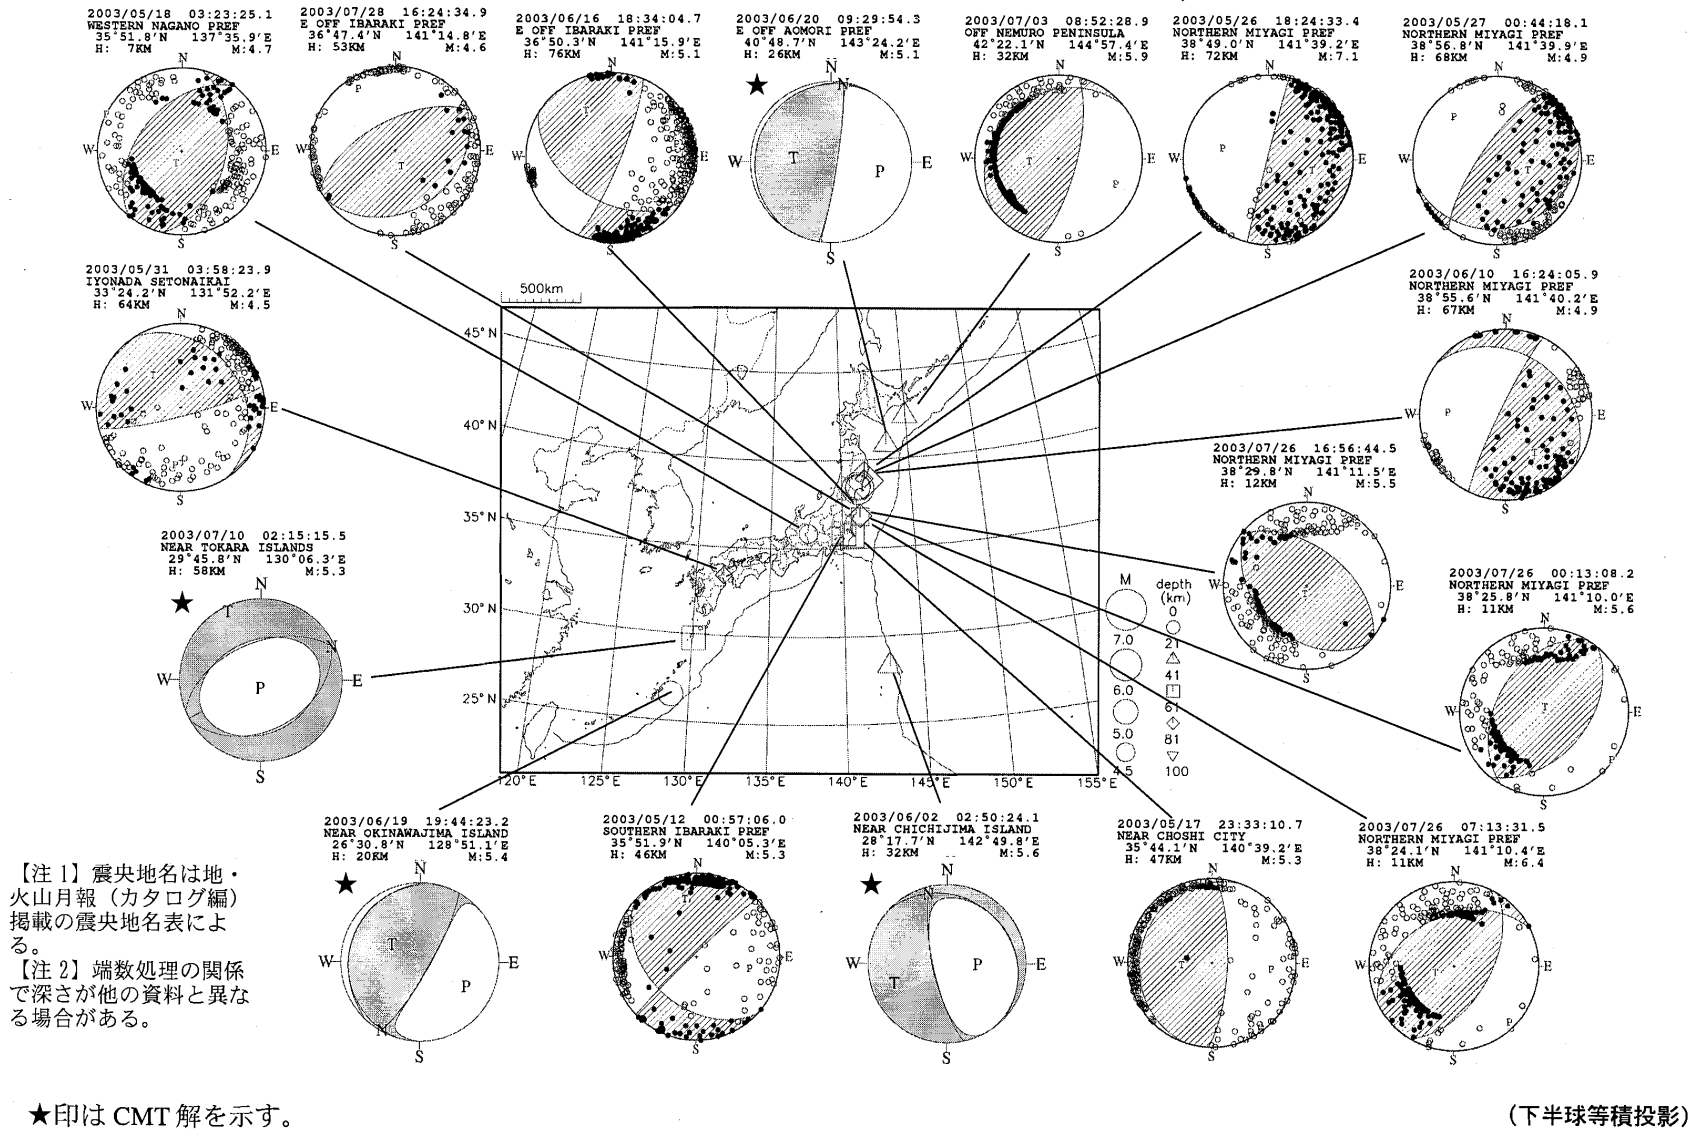 2003/05/18 03:23:25.1
WESTERN NAGANO PREF
35°51.8'N 137°35.9'E
H: 7KM M:4.7
N
W E
S
P
T
2003/07/28 16:24:34.9
E OFF IBARAKI PREF
36°47.4'N 141°14.8'E
H: 53KM M:4.6
N
W E
S
P
T
2003/06/16 18:34:04.7
E OFF IBARAKI PREF
36°50.3'N 141°15.9'E
H: 76KM M:5.1
N
W E
S
T
2003/06/20 09:29:54.3
E OFF AOMORI PREF
40°48.7'N 143°24.2'E
H: 26KM M:5.1
★
N
N
W E
S
T
P
2003/07/03 08:52:28.9
OFF NEMURO PENINSULA
42°22.1'N 144°57.4'E
H: 32KM M:5.9
N
W E
S
T
P
2003/05/26 18:24:33.4
NORTHERN MIYAGI PREF
38°49.0'N 141°39.2'E
H: 72KM M:7.1
N
W E
S
P
T
2003/05/27 00:44:18.1
NORTHERN MIYAGI PREF
38°56.8'N 141°39.9'E
H: 68KM M:4.9
N
W E
S
P
T
2003/05/31 03:58:23.9
IYONADA SETONAIKAI
33°24.2'N 131°52.2'E
H: 64KM M:4.5
N
W E
S
T
P
2003/06/10 16:24:05.9
NORTHERN MIYAGI PREF
38°55.6'N 141°40.2'E
H: 67KM M:4.9
N
W E
S
P
T
500km
45°N
40°N
35°N
30°N
25°N
120°E 125°E 130°E 135°E 140°E 145°E 150°E 155°E
M
7.0
6.0
5.0
4.5
depth
(km)
0
21
41
61
81
100
2003/07/26 16:56:44.5
NORTHERN MIYAGI PREF
38°29.8'N 141°11.5'E
H: 12KM M:5.5
N
W E
S
T
2003/07/10 02:15:15.5
NEAR TOKARA ISLANDS
29°45.8'N 130°06.3'E
H: 58KM M:5.3
★
N
T
N
W E
P
S
2003/07/26 00:13:08.2
NORTHERN MIYAGI PREF
38°25.8'N 141°10.0'E
H: 11KM M:5.6
N
W E
S
T
P
2003/06/19 19:44:23.2
NEAR OKINAWAJIMA ISLAND
26°30.8'N 128°51.1'E
H: 20KM M:5.4
★
N
W E
T
P
N
S
2003/05/12 00:57:06.0
SOUTHERN IBARAKI PREF
35°51.9'N 140°05.3'E
H: 46KM M:5.3
N
W E
S
T
P
2003/06/02 02:50:24.1
NEAR CHICHIJIMA ISLAND
28°17.7'N 142°49.8'E
H: 32KM M:5.6
★
N
N
W E
P
T
S
2003/05/17 23:33:10.7
NEAR CHOSHI CITY
35°44.1'N 140°39.2'E
H: 47KM M:5.3
N
W E
S
T
P
2003/07/26 07:13:31.5
NORTHERN MIYAGI PREF
38°24.1'N 141°10.4'E
H: 11KM M:6.4
N
W E
S
T
P
【注1】震央地名は地・
火山月報（カタログ編）
掲載の震央地名表によ
る。
【注2】端数処理の関係
で深さが他の資料と異な
る場合がある。
★印は CMT 解を示す。
（下半球等積投影）